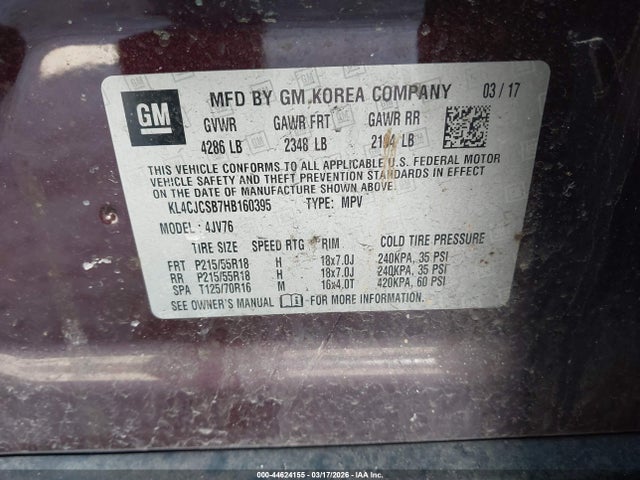 GM
MFD BY GM KOREA COMPANY 03 / 17
GVWR GAWR FRT GAWR RR
4286 LB 2348 LB LB
THIS VEHICLE CONFORMS TO ALL APPLICABLE U.S. FEDERAL MOTOR
VEHICLE SAFETY AND THEFT PREVENTION STANDARDS IN EFFECT
ON THE DATE OF MANUFACTURE SHOWN ABOVE.
KL4CJCSB7HB160395 TYPE: MPV
MODEL: 4JV76
TIRE SIZE SPEED RTG RIM COLD TIRE PRESSURE
FRT P215/55R18 H 18x7.0J 240KPA, 35 PSI
RR P215/55R18 H 18x7.0J 240KPA, 35 PSI
SPA T125/70R16 M 16x4.0T 420KPA, 60 PSI
SEE OWNER'S MANUAL FOR MORE INFORMATION
000-44624155 - 03/17/2026 - IAAI.com